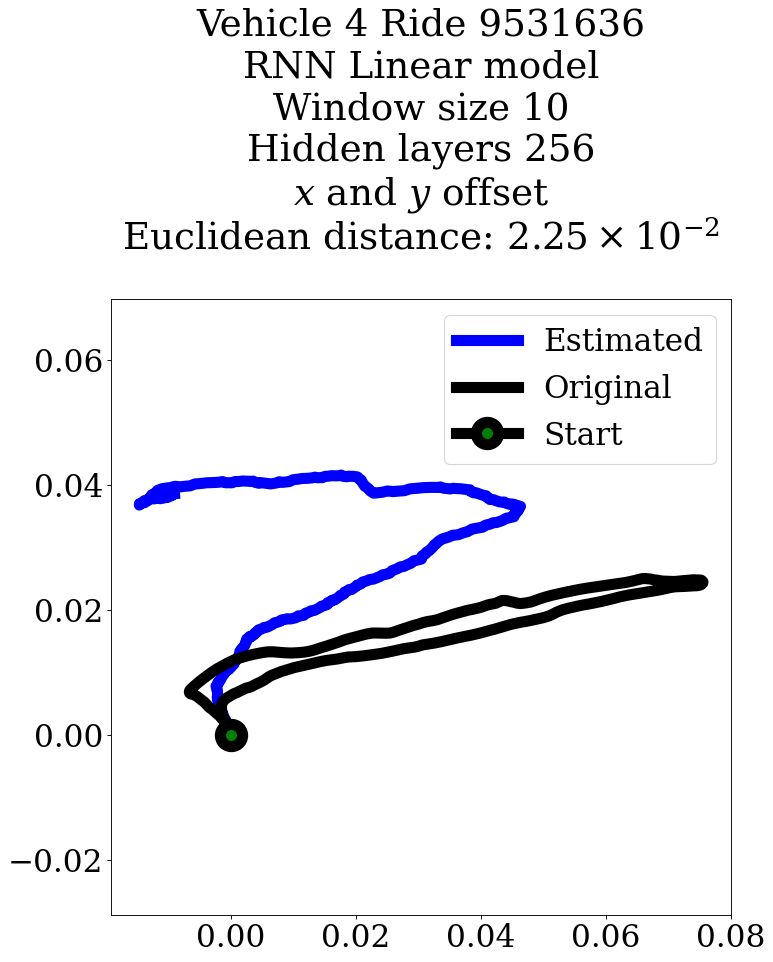 Vehicle 4 Ride 9531636
RNN Linear model
Window size 10
Hidden layers 256
x and y offset
Euclidean distance: 2.25 × 10⁻²
Estimated
Original
Start
0.06
0.04
0.02
0.00
−0.02
0.00 0.02 0.04 0.06 0.08